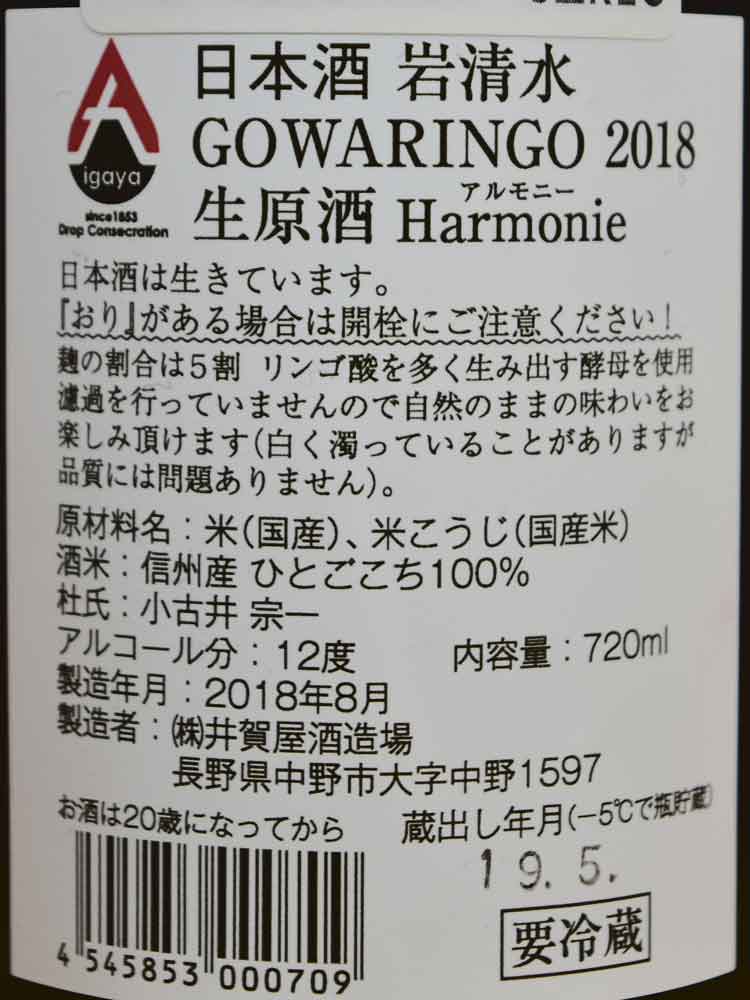 igaya
since1853
Drop Consecration
日本酒 岩清水
GOWARINGO 2018
アルモニー
生原酒 Harmonie
日本酒は生きています。
『おり』がある場合は開栓にご注意ください!
麹の割合は5割 リンゴ酸を多く生み出す酵母を使用
濾過を行っていませんので自然のままの味わいをお
楽しみ頂けます(白く濁っていることがありますが
品質には問題ありません)。
原材料名:米(国産)、米こうじ(国産米)
酒米:信州産 ひとごこち100%
杜氏:小古井 宗一
アルコール分:12度 内容量:720ml
製造年月:2018年8月
製造者:㈱井賀屋酒造場
長野県中野市大字中野1597
お酒は20歳になってから 蔵出し年月(−5℃で瓶貯蔵)
19.5.
要冷蔵
4 545853 000709